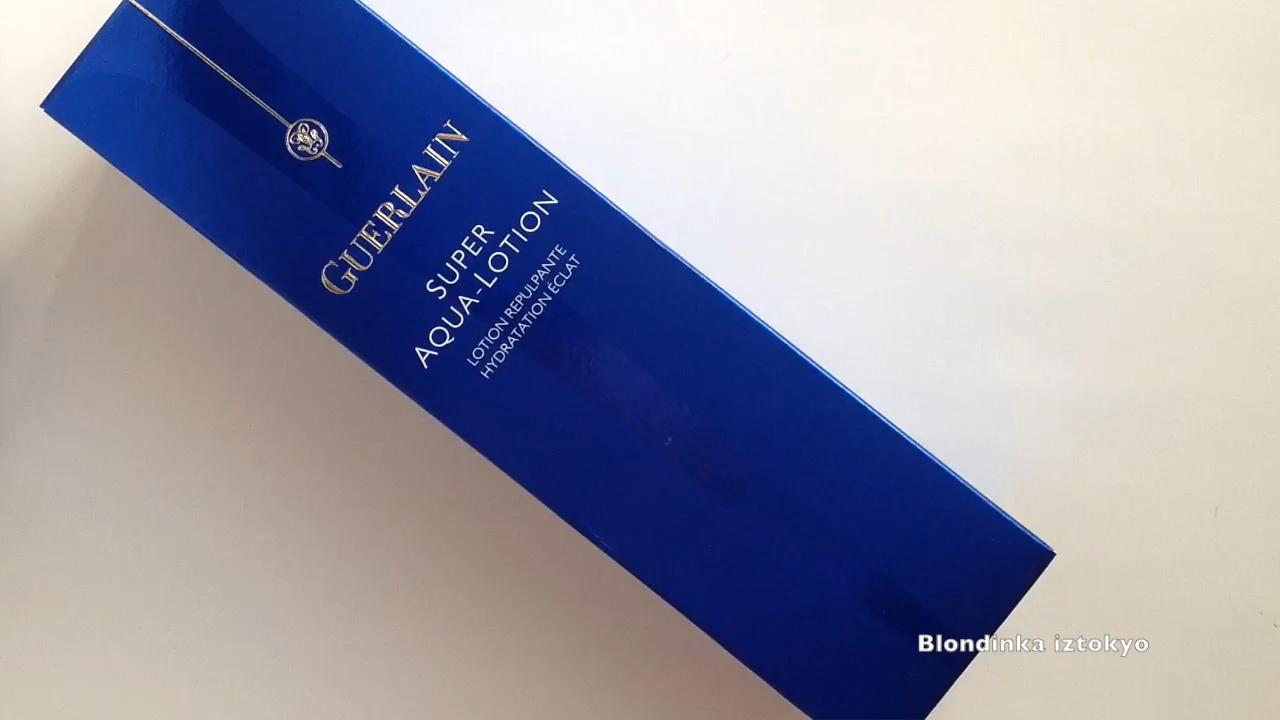 GUERLAIN
SUPER
AQUA-LOTION
LOTION REPULPANTE
HYDRATATION ÉCLAT
Blondinka iztokyo